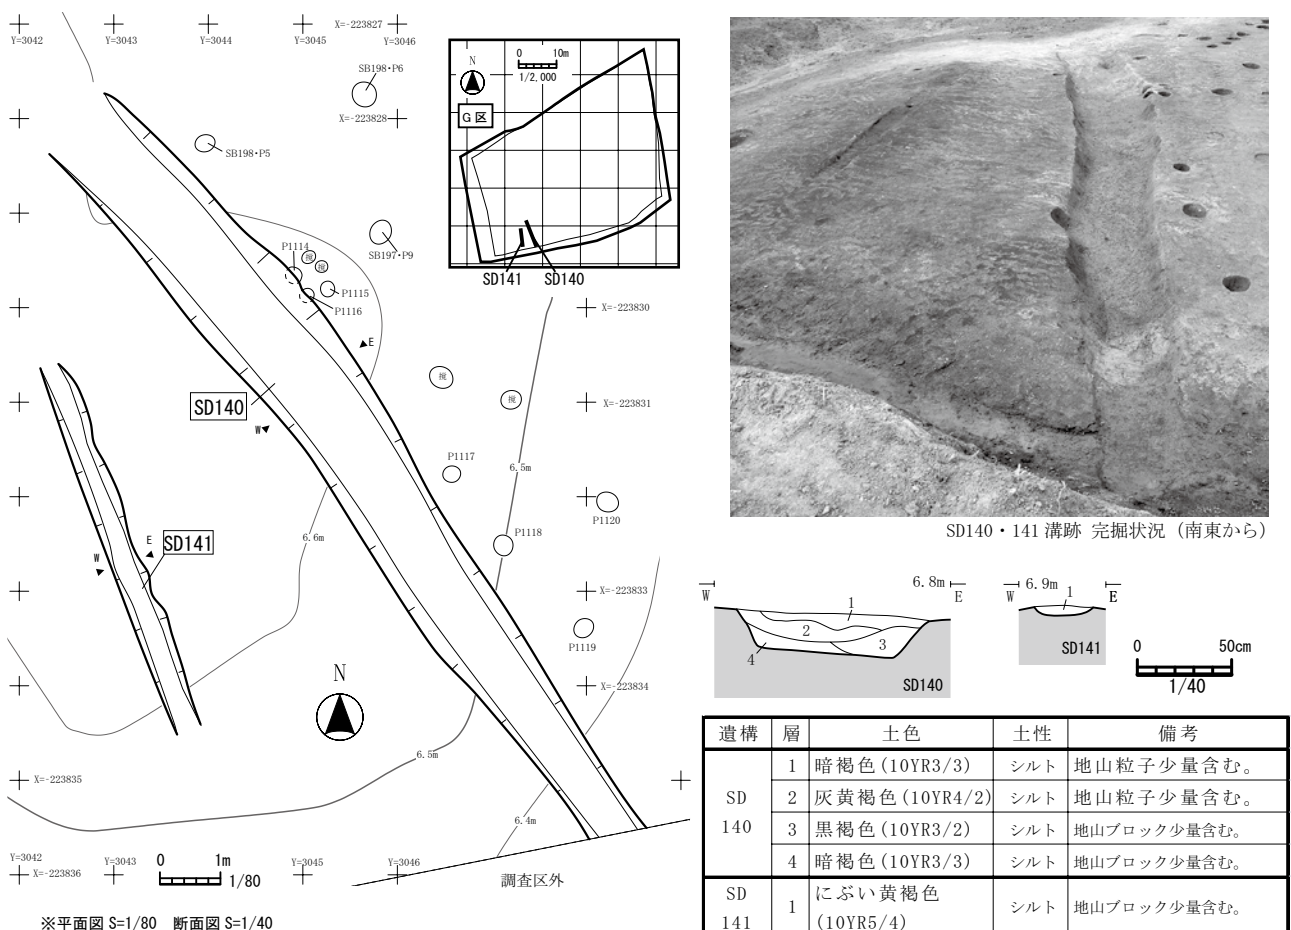 X=-223827
Y=3042
Y=3043
Y=3044
Y=3045
Y=3046
SB198・P6
X=-223828
SB198・P5
SB197・P9
P1114
撹
撹
P1115
P1116
E
X=-223830
撹
撹
X=-223831
SD140
W
P1117
6.5m
P1120
P1118
6.6m
SD141
E
W
X=-223833
P1119
N
X=-223834
6.5m
X=-223835
6.4m
Y=3042
Y=3043
Y=3045
Y=3046
X=-223836
0 1m
1/80
調査区外
※平面図 S=1/80 断面図 S=1/40
0 10m
N
1/2,000
G区
SD141 SD140
SD140・141 溝跡 完掘状況（南東から）
W
6.8m
E
1
2
3
4
SD140
W
6.9m
E
1
SD141
0 50cm
1/40
遺構 層 土色 土性 備考
SD 140
1 暗褐色(10YR3/3) シルト 地山粒子少量含む。
2 灰黄褐色(10YR4/2) シルト 地山粒子少量含む。
3 黒褐色(10YR3/2) シルト 地山ブロック少量含む。
4 暗褐色(10YR3/3) シルト 地山ブロック少量含む。
SD 141
1 にぶい黄褐色
(10YR5/4) シルト 地山ブロック少量含む。